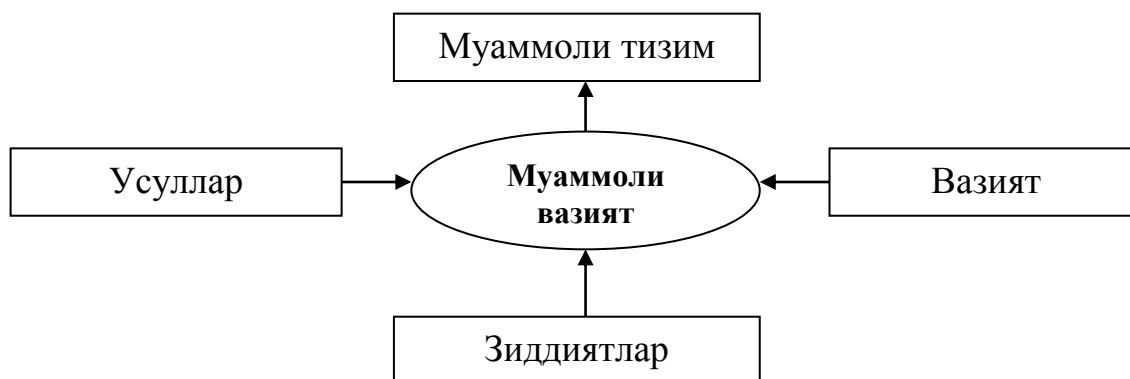 Муаммоли тизим
Усуллар
Муаммоли
вазият
Вазият
Зиддиятлар